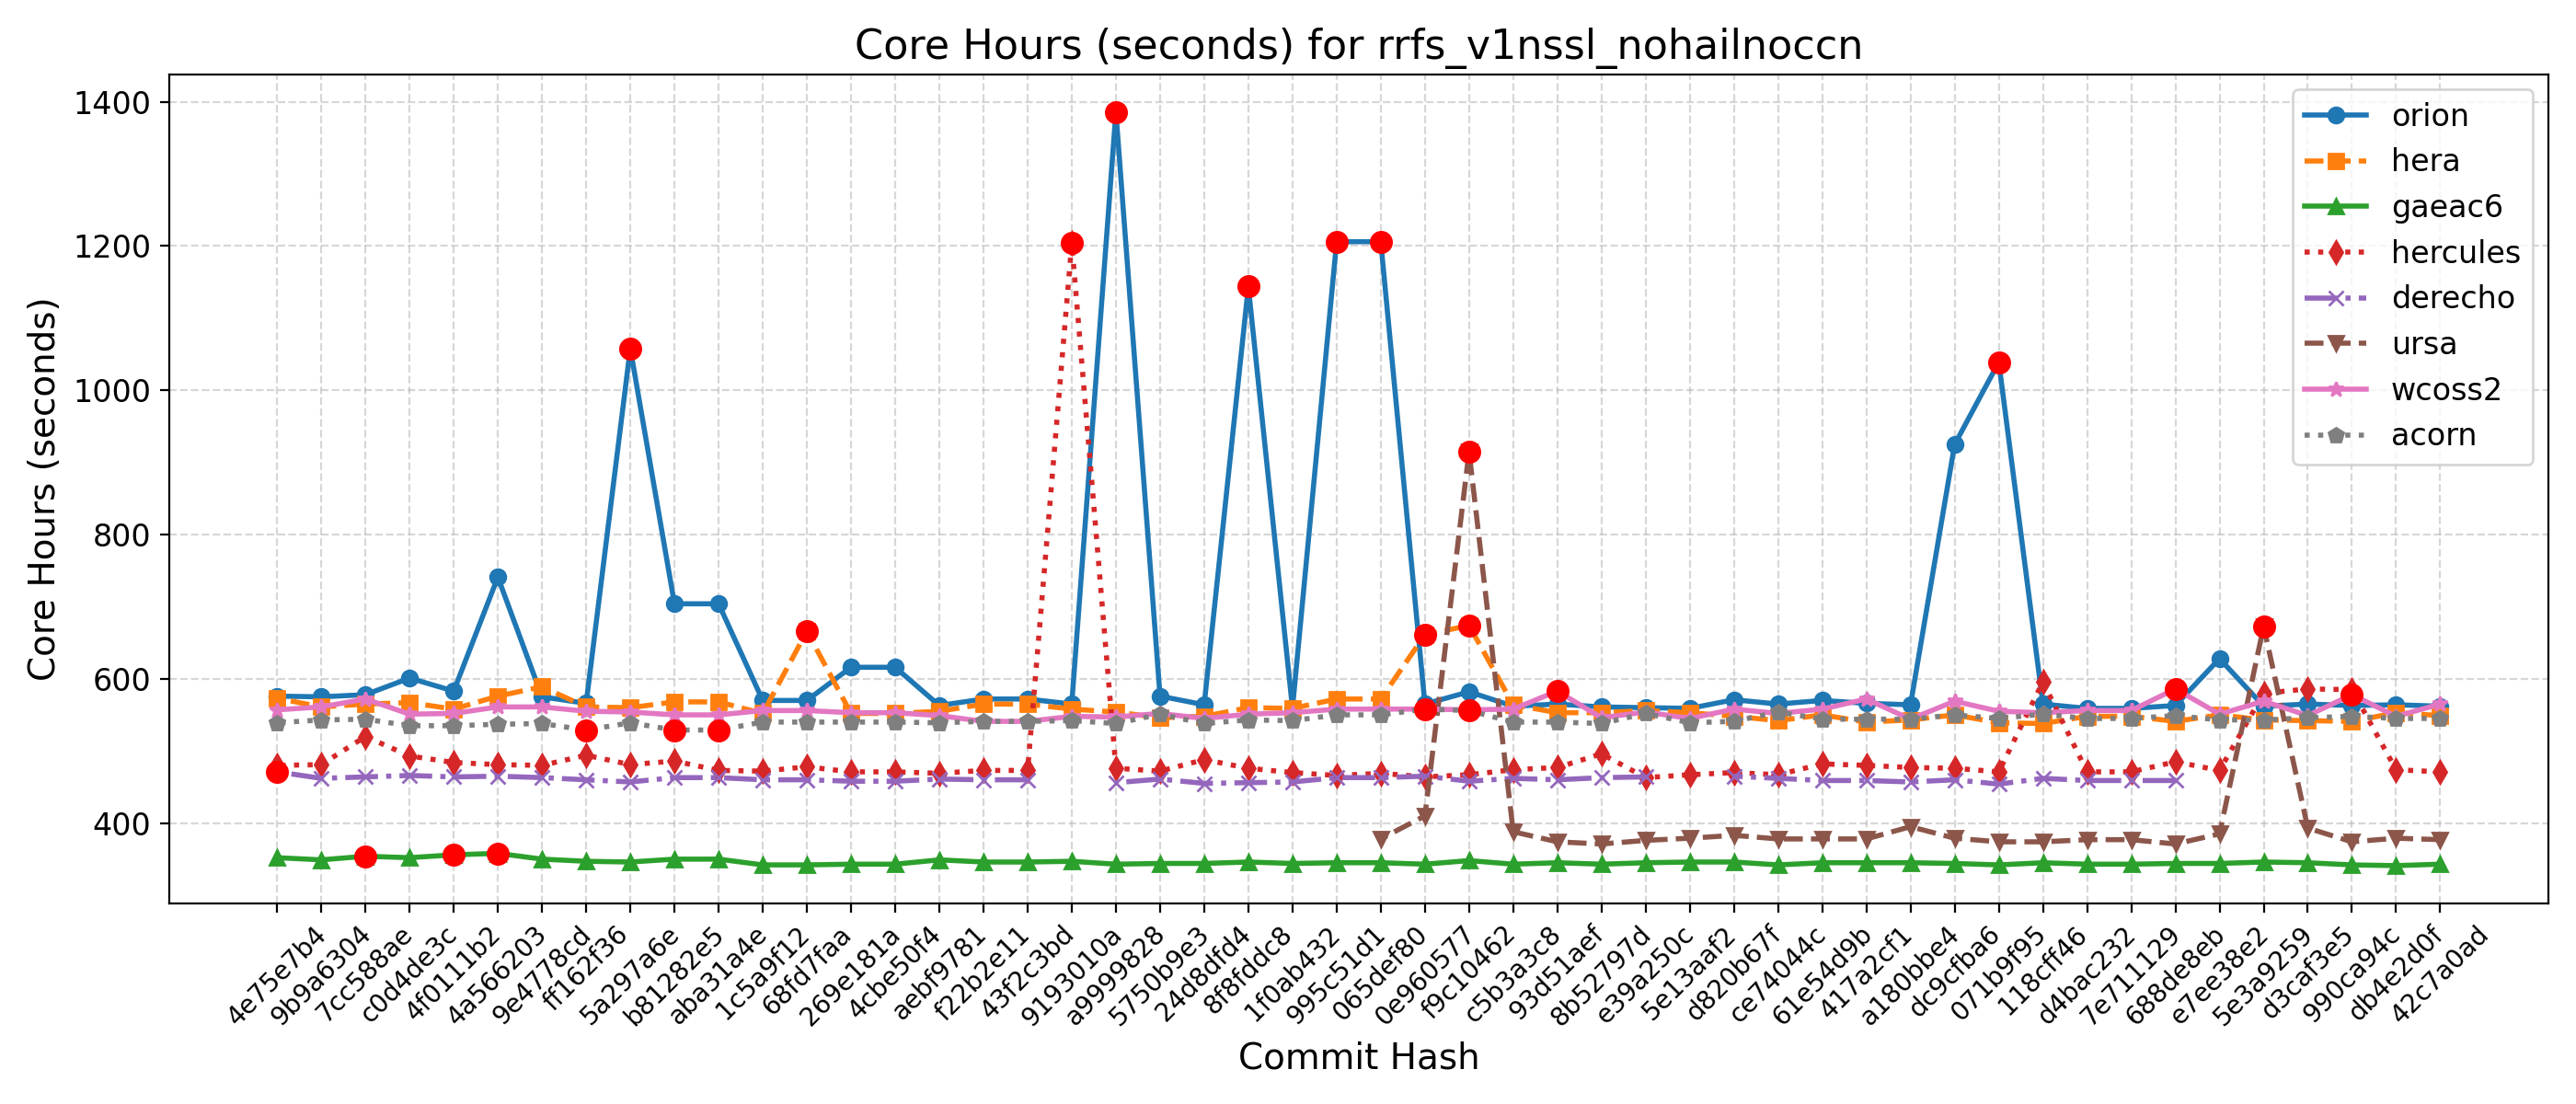 Core Hours (seconds) for rrfs_v1nssl_nohailnoccn
Core Hours (seconds)
1400
1200
1000
800
600
400
orion
hera
gaeac6
hercules
derecho
ursa
wcoss2
acorn
4e75e7b4
9b9a6304
7cc588ae
c0d4de3c
4f0111b2
4a566203
9e4778cd
ff162f36
5a297a6e
b81282e5
aba31a4e
1c5a9f12
68fd7faa
269e181a
4cbe50f4
aebf9781
f22b2e11
43f2c3bd
9193010a
a9999828
5750b9e3
24d8dfd4
8f8fddc8
1f0ab432
995c51d1
065def80
0e960577
f9c10462
c5b3a3c8
93d51aef
8b52797d
e39a250c
5e13aaf2
d820b67f
ce74044c
61e54d9b
417a2cf1
a180bbe4
dc9cfba6
071b9f95
118cff46
d4bac232
7e711129
688de8eb
e7ee38e2
5e3a9259
d3caf3e5
990ca94c
db4e2d0f
42c7a0ad
Commit Hash